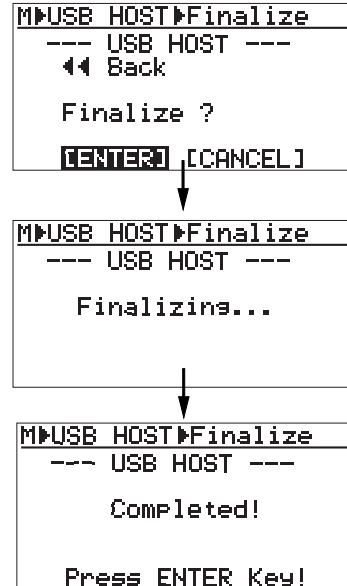 M▶USB HOST▶Finalize
--- USB HOST ---
◀◀ Back
Finalize ?
[ENTER] [CANCEL]
M▶USB HOST▶Finalize
--- USB HOST ---
Finalizing...
M▶USB HOST▶Finalize
--- USB HOST ---
Completed!
Press ENTER Key!